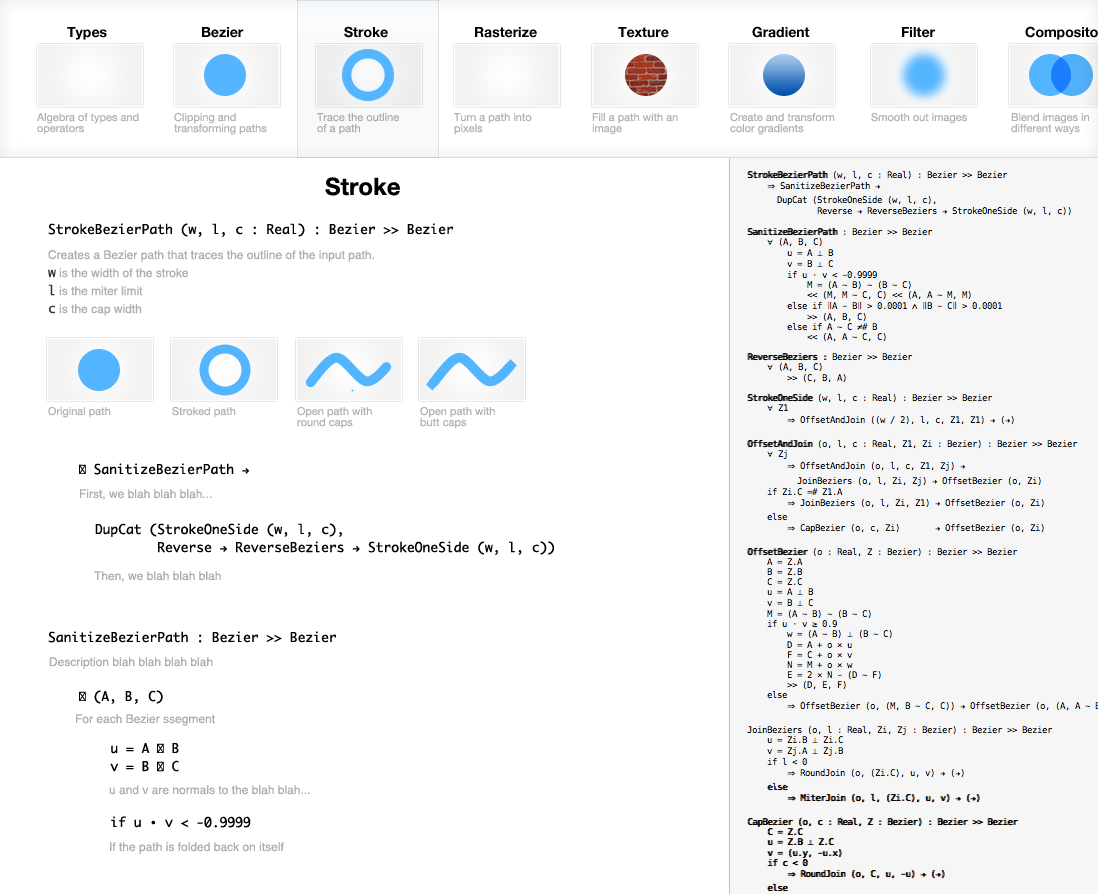 Types
Bezier
Stroke
Rasterize
Texture
Gradient
Filter
Composito
Algebra of types and
operators
Clipping and
transforming paths
Trace the outline
of a path
Turn a path into
pixels
Fill a path with an
image
Create and transform
color gradients
Smooth out images
Blend images in
different ways
Stroke
StrokeBezierPath (w, l, c : Real) : Bezier >> Bezier
Creates a Bezier path that traces the outline of the input path.
w is the width of the stroke
l is the miter limit
c is the cap width
Original path
Stroked path
Open path with
round caps
Open path with
butt caps
SanitizeBezierPath →
First, we blah blah blah...
DupCat (StrokeOneSide (w, l, c),
Reverse → ReverseBeziers → StrokeOneSide (w, l, c))
Then, we blah blah blah
SanitizeBezierPath : Bezier >> Bezier
Description blah blah blah blah
(A, B, C)
For each Bezier ssegment
u = A B
v = B C
u and v are normals to the blah blah...
if u · v < -0.9999
If the path is folded back on itself
StrokeBezierPath (w, l, c : Real) : Bezier >> Bezier
⇒ SanitizeBezierPath →
DupCat (StrokeOneSide (w, l, c),
Reverse → ReverseBeziers → StrokeOneSide (w, l, c))
SanitizeBezierPath : Bezier >> Bezier
∀ (A, B, C)
u = A ⊥ B
v = B ⊥ C
if u · v < -0.9999
M = (A ~ B) ~ (B ~ C)
<< (M, M ~ C, C) << (A, A ~ M, M)
else if ‖A - B‖ > 0.0001 ∧ ‖B - C‖ > 0.0001
>> (A, B, C)
else if A ~ C ≠# B
<< (A, A ~ C, C)
ReverseBeziers : Bezier >> Bezier
∀ (A, B, C)
>> (C, B, A)
StrokeOneSide (w, l, c : Real) : Bezier >> Bezier
∀ Z1
⇒ OffsetAndJoin ((w / 2), l, c, Z1, Z1) → (→)
OffsetAndJoin (o, l, c : Real, Z1, Zi : Bezier) : Bezier >> Bezier
∀ Zj
⇒ OffsetAndJoin (o, l, c, Z1, Zj) →
JoinBeziers (o, l, Zi, Zj) → OffsetBezier (o, Zi)
if Zi.C =# Z1.A
⇒ JoinBeziers (o, l, Zi, Z1) → OffsetBezier (o, Zi)
else
⇒ CapBezier (o, c, Zi) → OffsetBezier (o, Zi)
OffsetBezier (o : Real, Z : Bezier) : Bezier >> Bezier
A = Z.A
B = Z.B
C = Z.C
u = A ⊥ B
v = B ⊥ C
M = (A ~ B) ~ (B ~ C)
if u · v ≥ 0.9
w = (A ~ B) ⊥ (B ~ C)
D = A + o × u
F = C + o × v
N = M + o × w
E = 2 × N - (D ~ F)
>> (D, E, F)
else
⇒ OffsetBezier (o, (M, B ~ C, C)) → OffsetBezier (o, (A, A ~ B
JoinBeziers (o, l : Real, Zi, Zj : Bezier) : Bezier >> Bezier
u = Zi.B ⊥ Zi.C
v = Zj.A ⊥ Zj.B
if l < 0
⇒ RoundJoin (o, (Zi.C), u, v) → (→)
else
⇒ MiterJoin (o, l, (Zi.C), u, v) → (→)
CapBezier (o, c : Real, Z : Bezier) : Bezier >> Bezier
C = Z.C
u = Z.B ⊥ Z.C
v = (u.y, -u.x)
if c < 0
⇒ RoundJoin (o, C, u, -u) → (→)
else